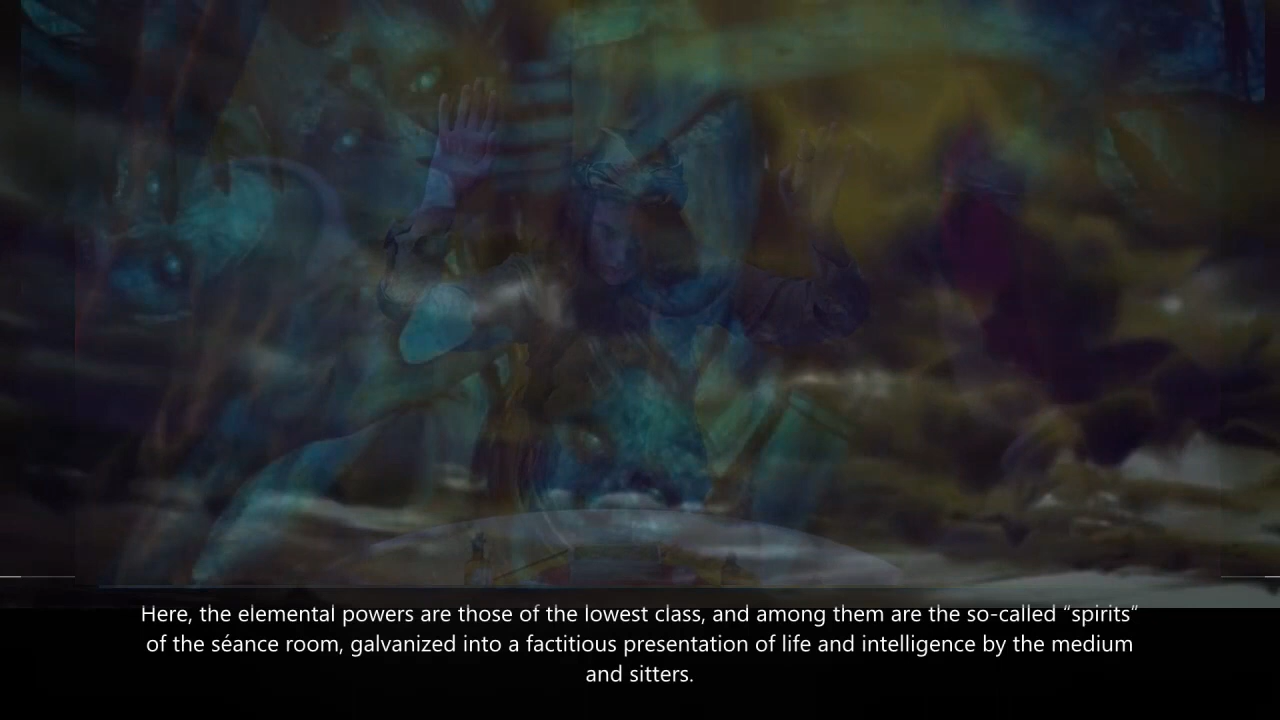 Here, the elemental powers are those of the lowest class, and among them are the so-called “spirits”
of the séance room, galvanized into a factitious presentation of life and intelligence by the medium
and sitters.